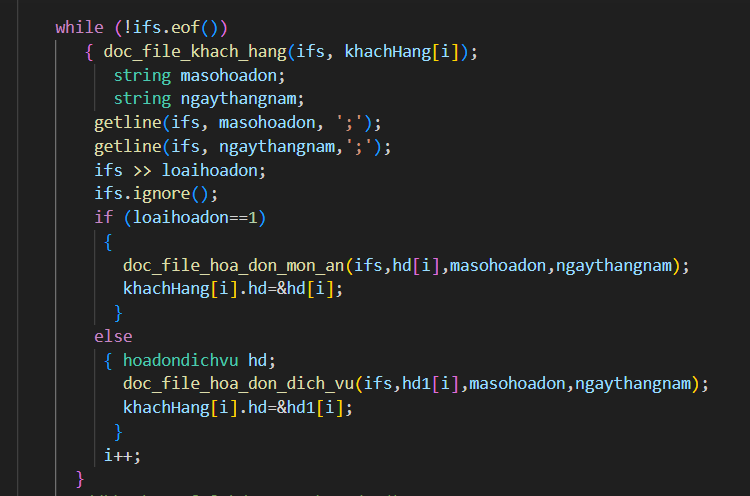 while (!ifs.eof())
{ doc_file_khach_hang(ifs, khachHang[i]);
string masohoadon;
string ngaythangnam;
getline(ifs, masohoadon, ';');
getline(ifs, ngaythangnam,';');
ifs >> loaihoadon;
ifs.ignore();
if (loaihoadon==1)
{
doc_file_hoa_don_mon_an(ifs,hd[i],masohoadon,ngaythangnam);
khachHang[i].hd=&hd[i];
}
else
{ hoadondichvu hd;
doc_file_hoa_don_dich_vu(ifs,hd1[i],masohoadon,ngaythangnam);
khachHang[i].hd=&hd1[i];
}
i++;
}